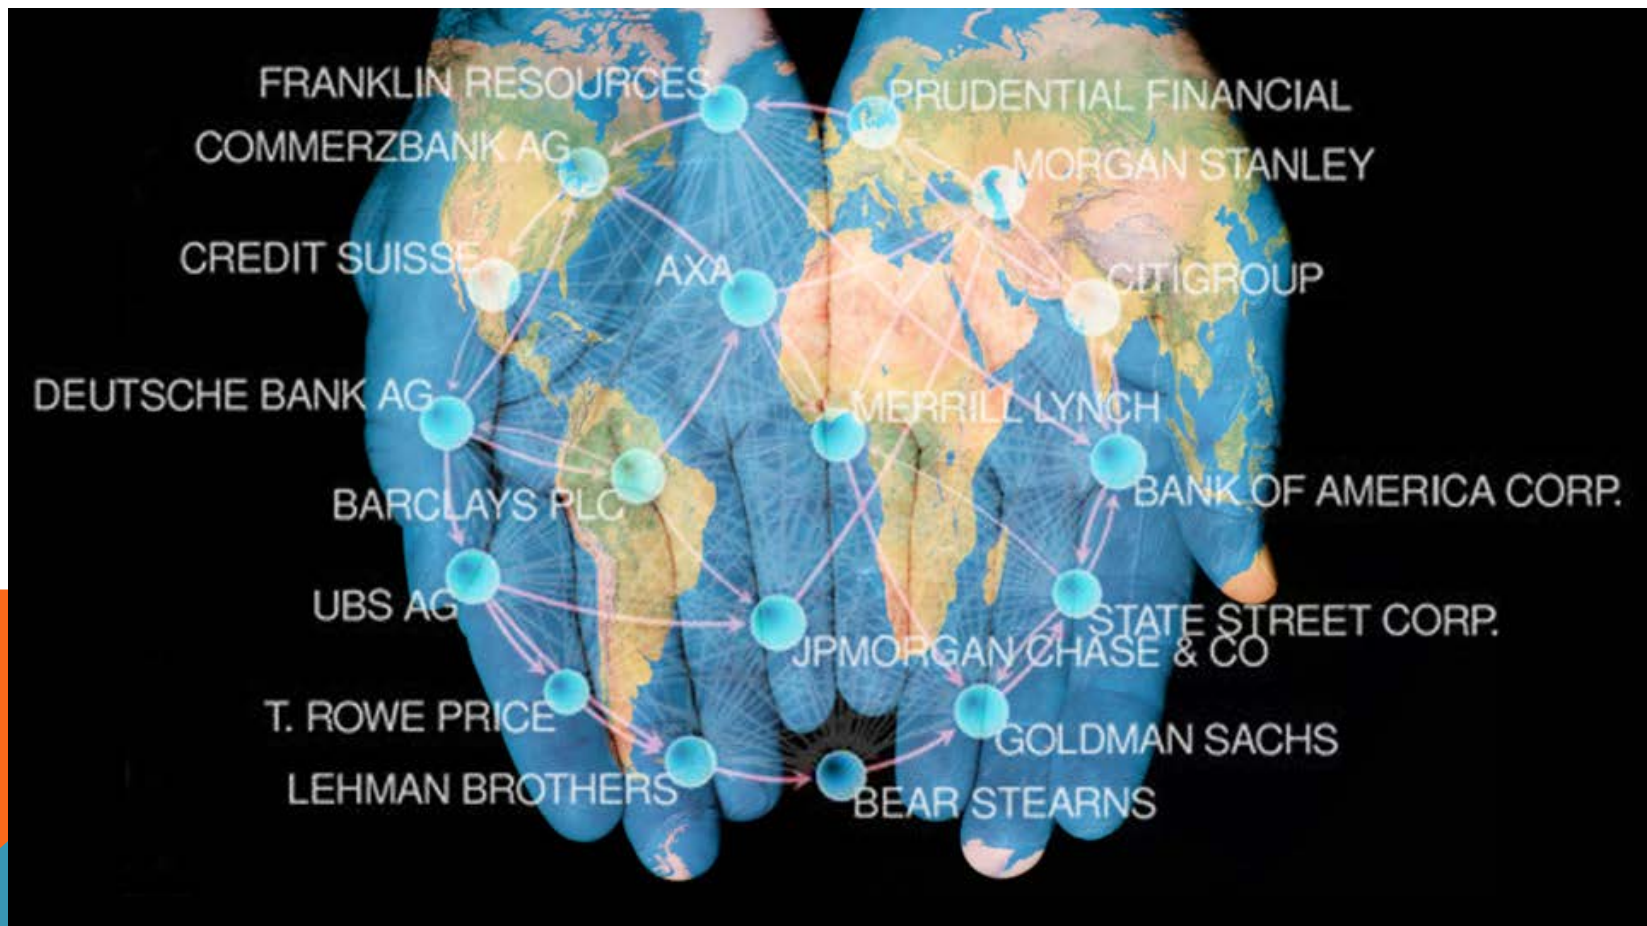 FRANKLIN RESOURCES
PRUDENTIAL FINANCIAL
COMMERZBANK AG
MORGAN STANLEY
CREDIT SUISSE
AXA
CITIGROUP
DEUTSCHE BANK AG
MERRILL LYNCH
BARCLAYS PLC
BANK OF AMERICA CORP.
UBS AG
STATE STREET CORP.
JPMORGAN CHASE & CO
T. ROWE PRICE
GOLDMAN SACHS
LEHMAN BROTHERS
BEAR STEARNS